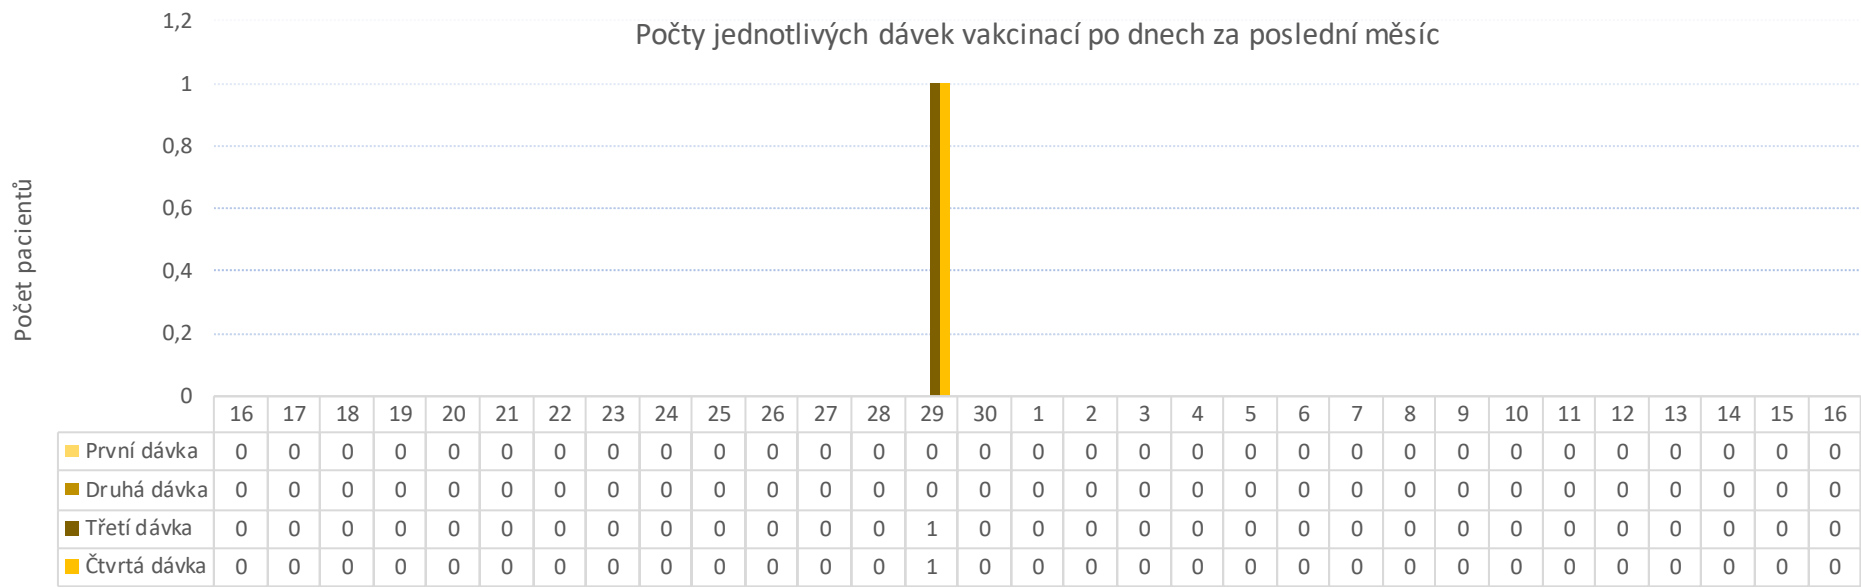 Počty jednotlivých dávek vakcinací po dnech za poslední měsíc
Počet pacientů
1,2
1
0,8
0,6
0,4
0,2
0
16 17 18 19 20 21 22 23 24 25 26 27 28 29 30 1 2 3 4 5 6 7 8 9 10 11 12 13 14 15 16
První dávka 0 0 0 0 0 0 0 0 0 0 0 0 0 0 0 0 0 0 0 0 0 0 0 0 0 0 0 0 0 0 0
Druhá dávka 0 0 0 0 0 0 0 0 0 0 0 0 0 0 0 0 0 0 0 0 0 0 0 0 0 0 0 0 0 0 0
Třetí dávka 0 0 0 0 0 0 0 0 0 0 0 0 0 1 0 0 0 0 0 0 0 0 0 0 0 0 0 0 0 0 0
Čtvrtá dávka 0 0 0 0 0 0 0 0 0 0 0 0 0 1 0 0 0 0 0 0 0 0 0 0 0 0 0 0 0 0 0